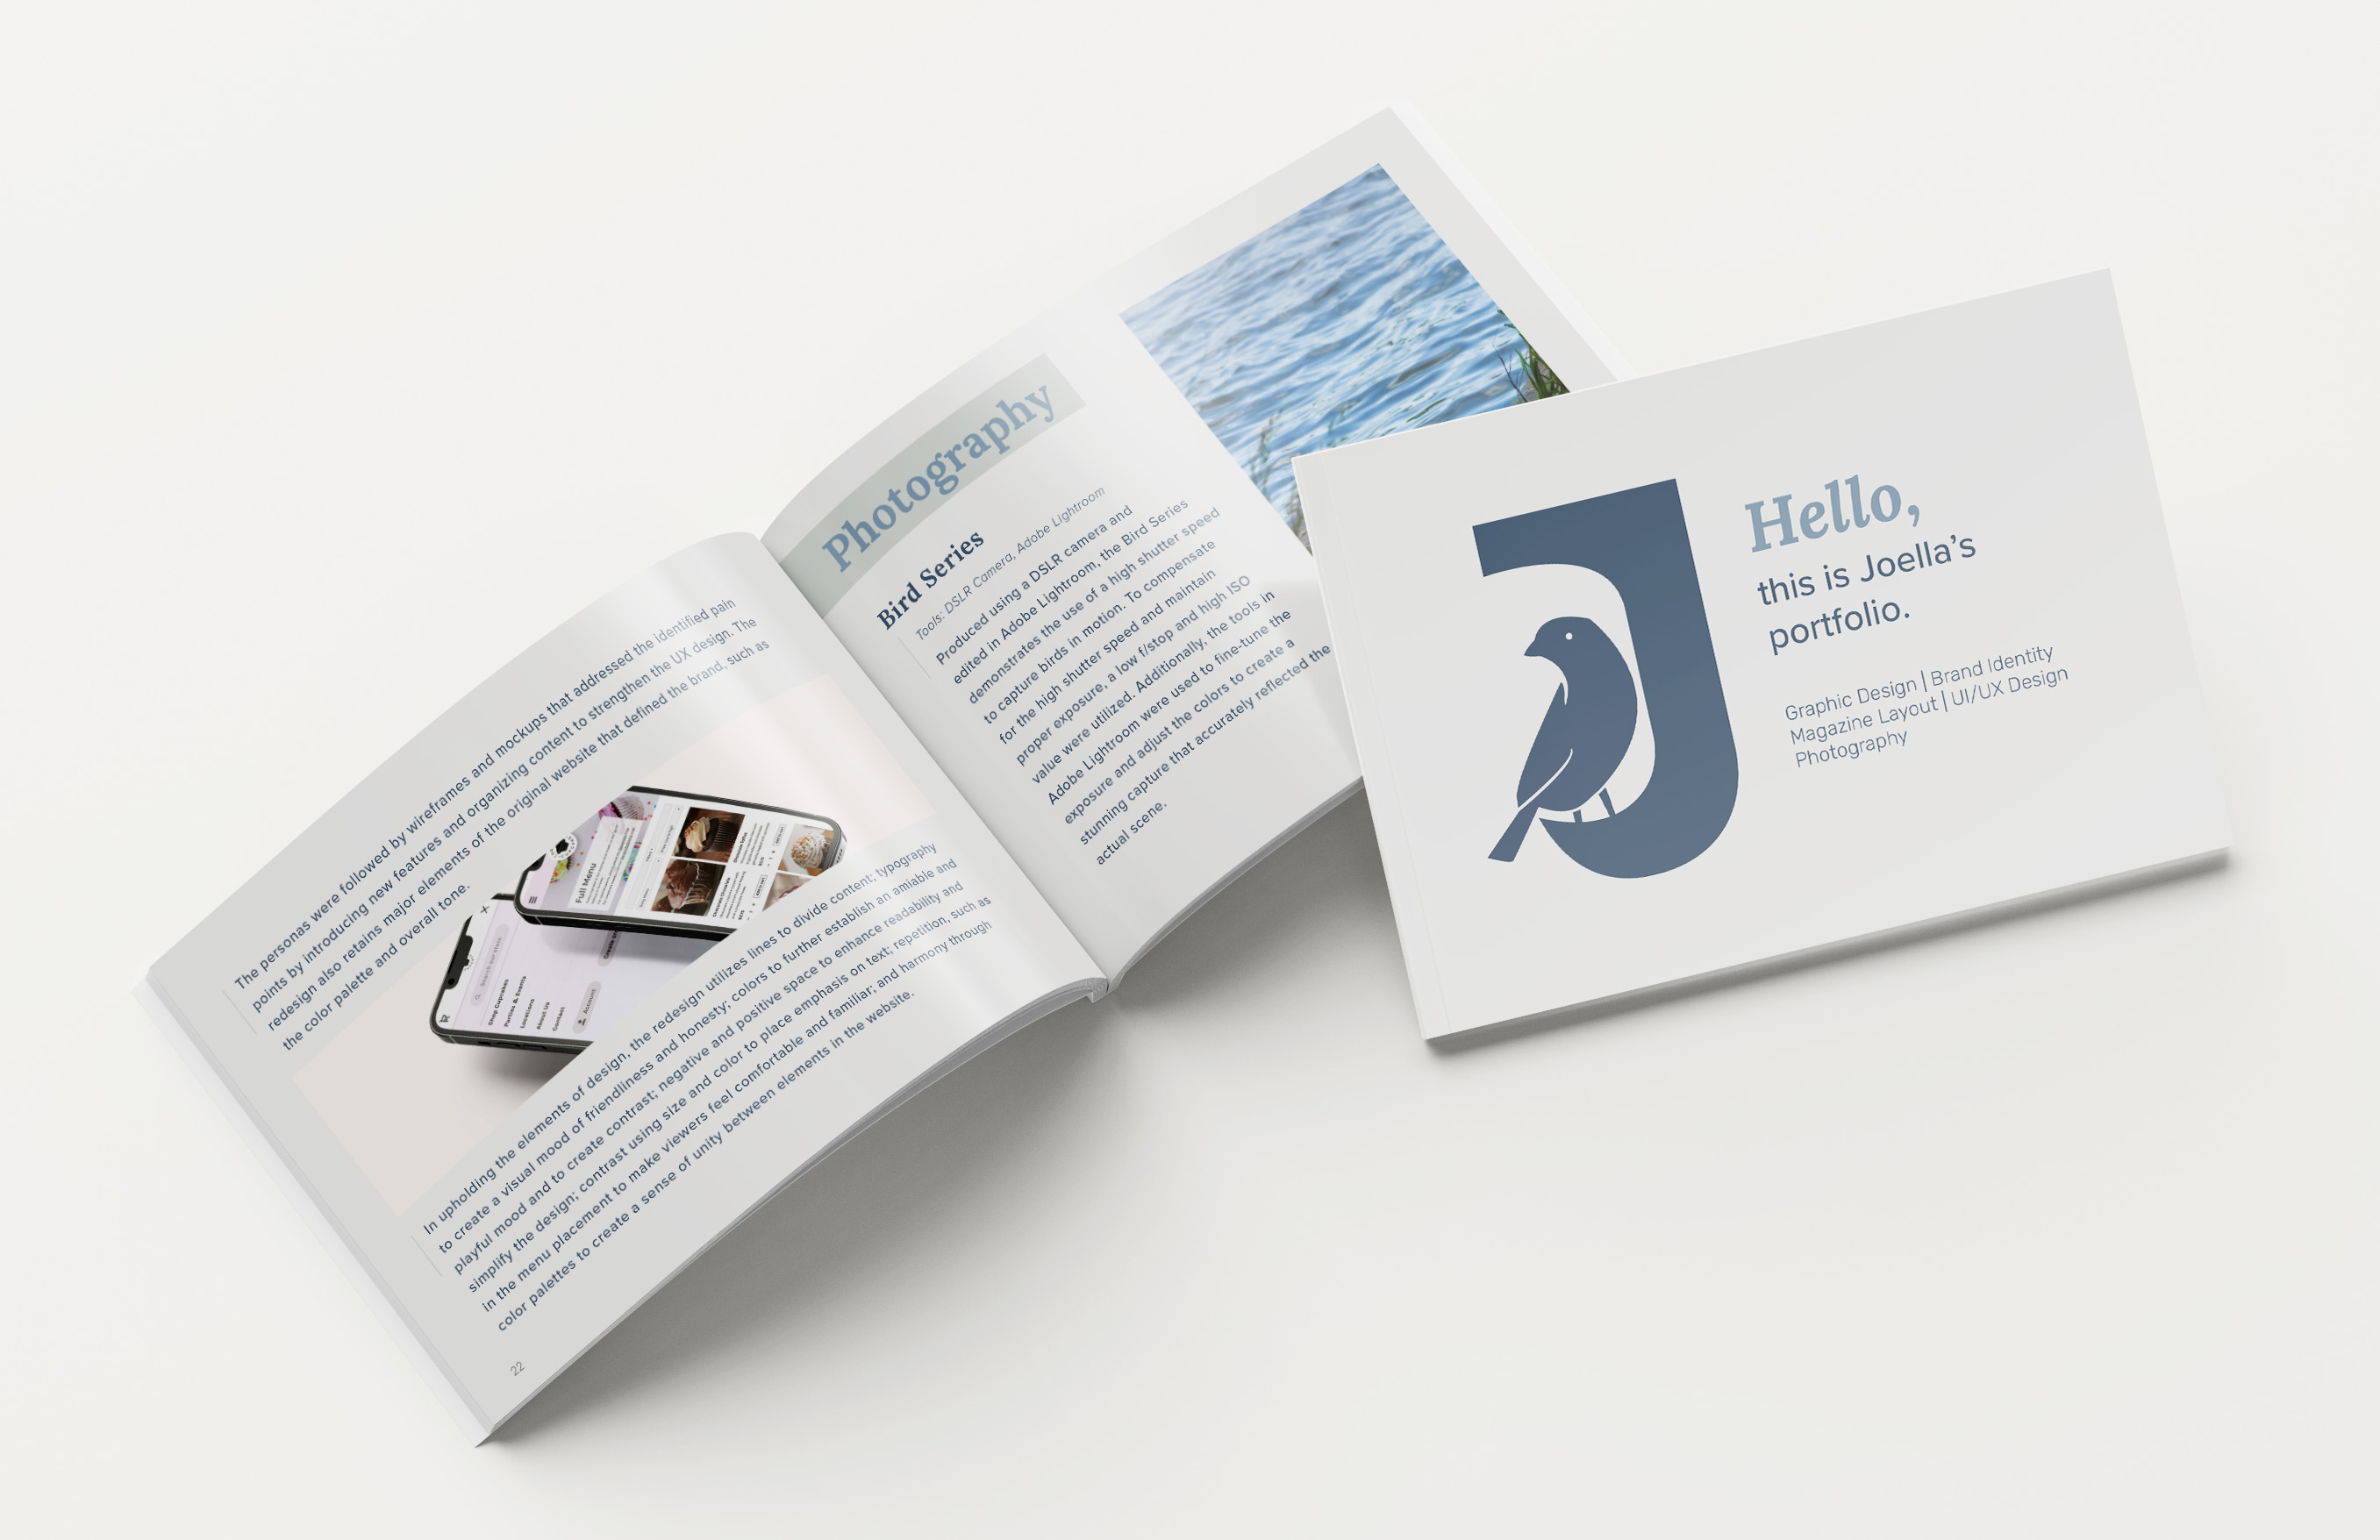 The personas were followed by wireframes and mockups that addressed the identified pain
points by introducing new features and organizing content to strengthen the UX design. The
redesign also retains major elements of the original website that defined the brand, such as
the color palette and overall tone.
Full Menu
Search our store
Shop Cupcakes
Parties & Events
Locations
About Us
Contact
Account
In upholding the elements of design, the redesign utilizes lines to divide content; typography
to create a visual mood of friendliness and honesty; colors to further establish an amiable and
playful mood and to create contrast; negative and positive space to enhance readability and
simplify the design; contrast using size and color to place emphasis on text; repetition, such as
in the menu placement to make viewers feel comfortable and familiar; and harmony through
color palettes to create a sense of unity between elements in the website.
22
Photography
Bird Series
Tools: DSLR Camera, Adobe Lightroom
Produced using a DSLR camera and
edited in Adobe Lightroom, the Bird Series
demonstrates the use of a high shutter speed
to capture birds in motion. To compensate
for the high shutter speed and maintain
proper exposure, a low f/stop and high ISO
value were utilized. Additionally, the tools in
Adobe Lightroom were used to fine-tune the
exposure and adjust the colors to create a
stunning capture that accurately reflected the
actual scene.
J
Hello,
this is Joella's
portfolio.
Graphic Design | Brand Identity
Magazine Layout | UI/UX Design
Photography